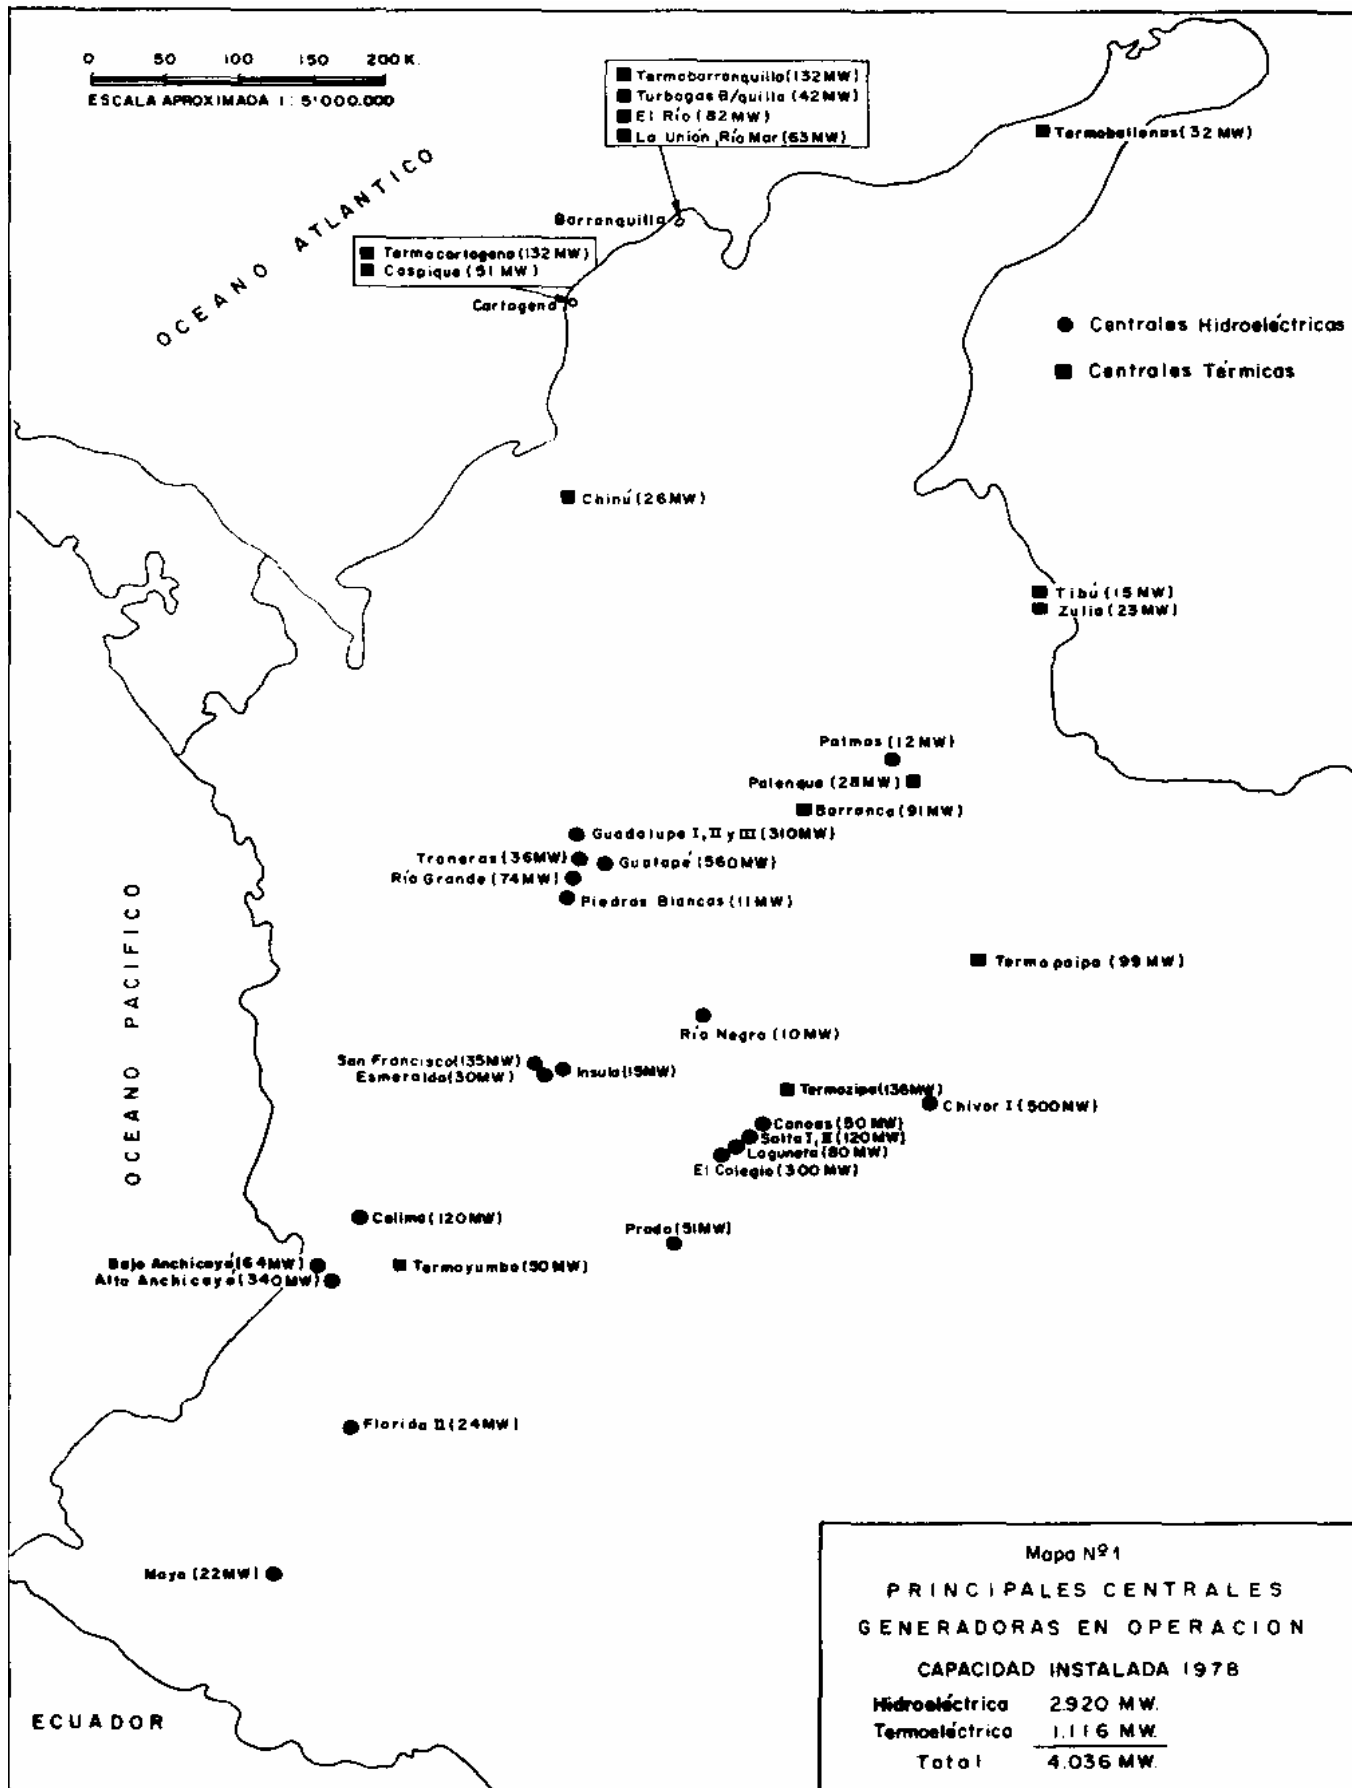 0 50 100 150 200 K.
ESCALA APROXIMADA 1:5'000.000
Termobarranquilla (132 MW)
Turbogas B/quilla (42 MW)
El Río (82 MW)
La Unión, Río Mar (63 MW)
Termoballenas (32 MW)
OCEANO ATLANTICO
Barranquilla
Termocartagena (132 MW)
Cospique (51 MW)
Cartagena
Centrales Hidroeléctricas
Centrales Térmicas
Chinú (26 MW)
Tibú (15 MW)
Zulia (23 MW)
Palmas (12 MW)
Palenque (28 MW)
Barranca (91 MW)
Guadalupe I, II y III (310 MW)
Troneras (36 MW)
Guatapé (560 MW)
Río Grande (74 MW)
Piedras Blancas (11 MW)
OCEANO PACIFICO
Termopaipa (99 MW)
Río Negro (10 MW)
San Francisco (135 MW)
Esmeralda (30 MW)
Insula (15 MW)
Termozipa (136 MW)
Chivor I (500 MW)
Canoas (50 MW)
Salto I, II (120 MW)
Laguneta (80 MW)
El Colegio (300 MW)
Calima (120 MW)
Prado (51 MW)
Bajo Anchicayá (64 MW)
Alto Anchicayá (340 MW)
Termoyumbo (50 MW)
Florida II (24 MW)
Mayo (22 MW)
ECUADOR
Mapa Nº 1
PRINCIPALES CENTRALES
GENERADORAS EN OPERACION
CAPACIDAD INSTALADA 1978
Hidroeléctrica 2.920 MW.
Termoeléctrica 1.116 MW.
Total 4.036 MW.